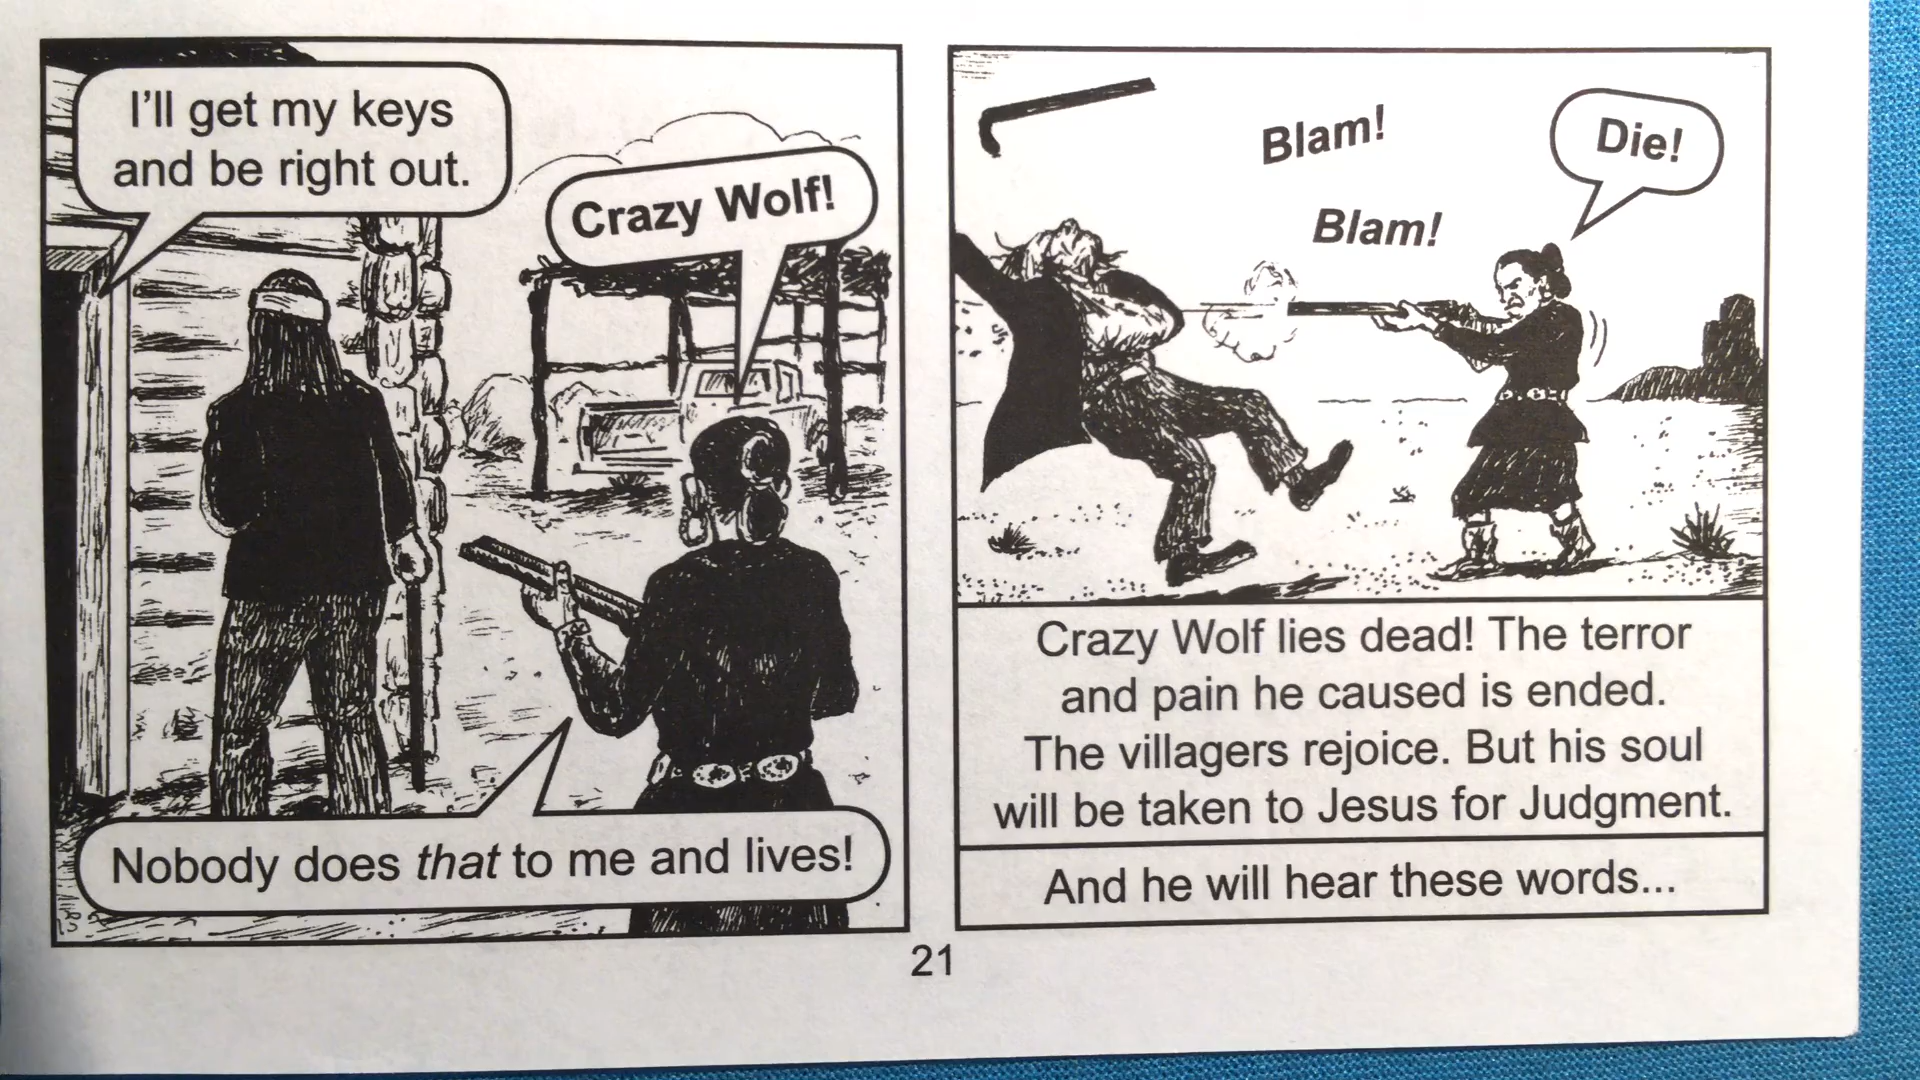 I'll get my keys
and be right out.
Crazy Wolf!
Nobody does that to me and lives!
Blam!
Die!
Blam!
Crazy Wolf lies dead! The terror
and pain he caused is ended.
The villagers rejoice. But his soul
will be taken to Jesus for Judgment.
And he will hear these words...
21